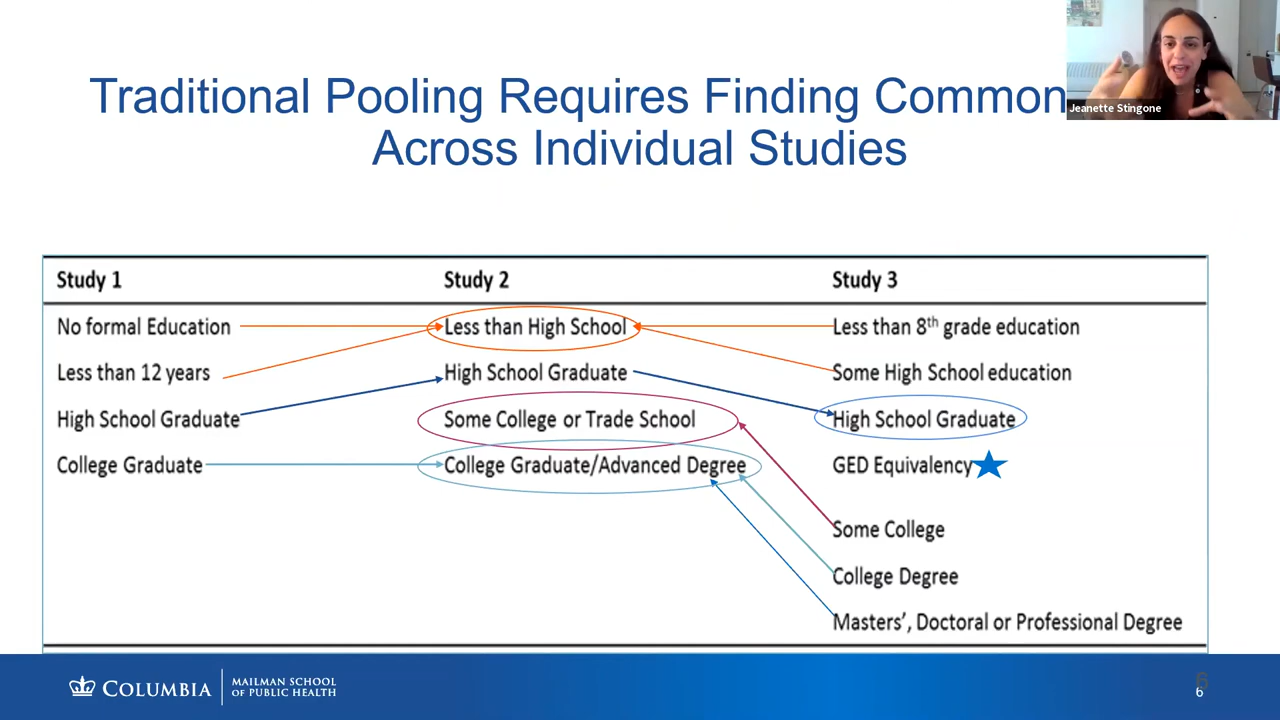 Traditional Pooling Requires Finding Common
Across Individual Studies
Jeanette Stingone
Study 1 Study 2 Study 3
No formal Education Less than High School Less than 8th grade education
Less than 12 years High School Graduate Some High School education
High School Graduate Some College or Trade School High School Graduate
College Graduate College Graduate/Advanced Degree GED Equivalency
Some College
College Degree
Masters’, Doctoral or Professional Degree
COLUMBIA
MAILMAN SCHOOL
OF PUBLIC HEALTH
6
6